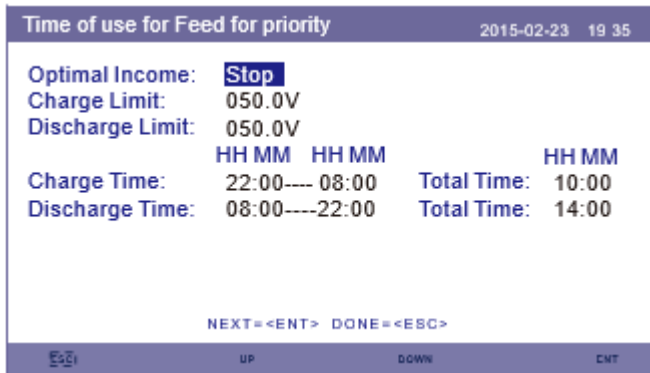 Time of use for Feed for priority 2015-02-23 19 35
Optimal Income: Stop
Charge Limit: 050.0V
Discharge Limit: 050.0V
HH MM HH MM HH MM
Charge Time: 22:00---- 08:00 Total Time: 10:00
Discharge Time: 08:00----22:00 Total Time: 14:00
NEXT=<ENT> DONE=<ESC>
ESC UP DOWN ENT